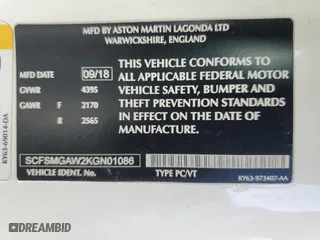 MFD BY ASTON MARTIN LAGONDA LTD
WARWICKSHIRE, ENGLAND
MFD DATE 09/18
GVWR 4395
GAWR F 2170
R 2565
THIS VEHICLE CONFORMS TO
ALL APPLICABLE FEDERAL MOTOR
VEHICLE SAFETY, BUMPER AND
THEFT PREVENTION STANDARDS
IN EFFECT ON THE DATE OF
MANUFACTURE.
SCFSMGAW2KGN01086
VEHICLE IDENT. No. TYPE PC/VT
KY63-973407-AA
KY63-69014-DA
© DRIVEBIDRIVE AUTO